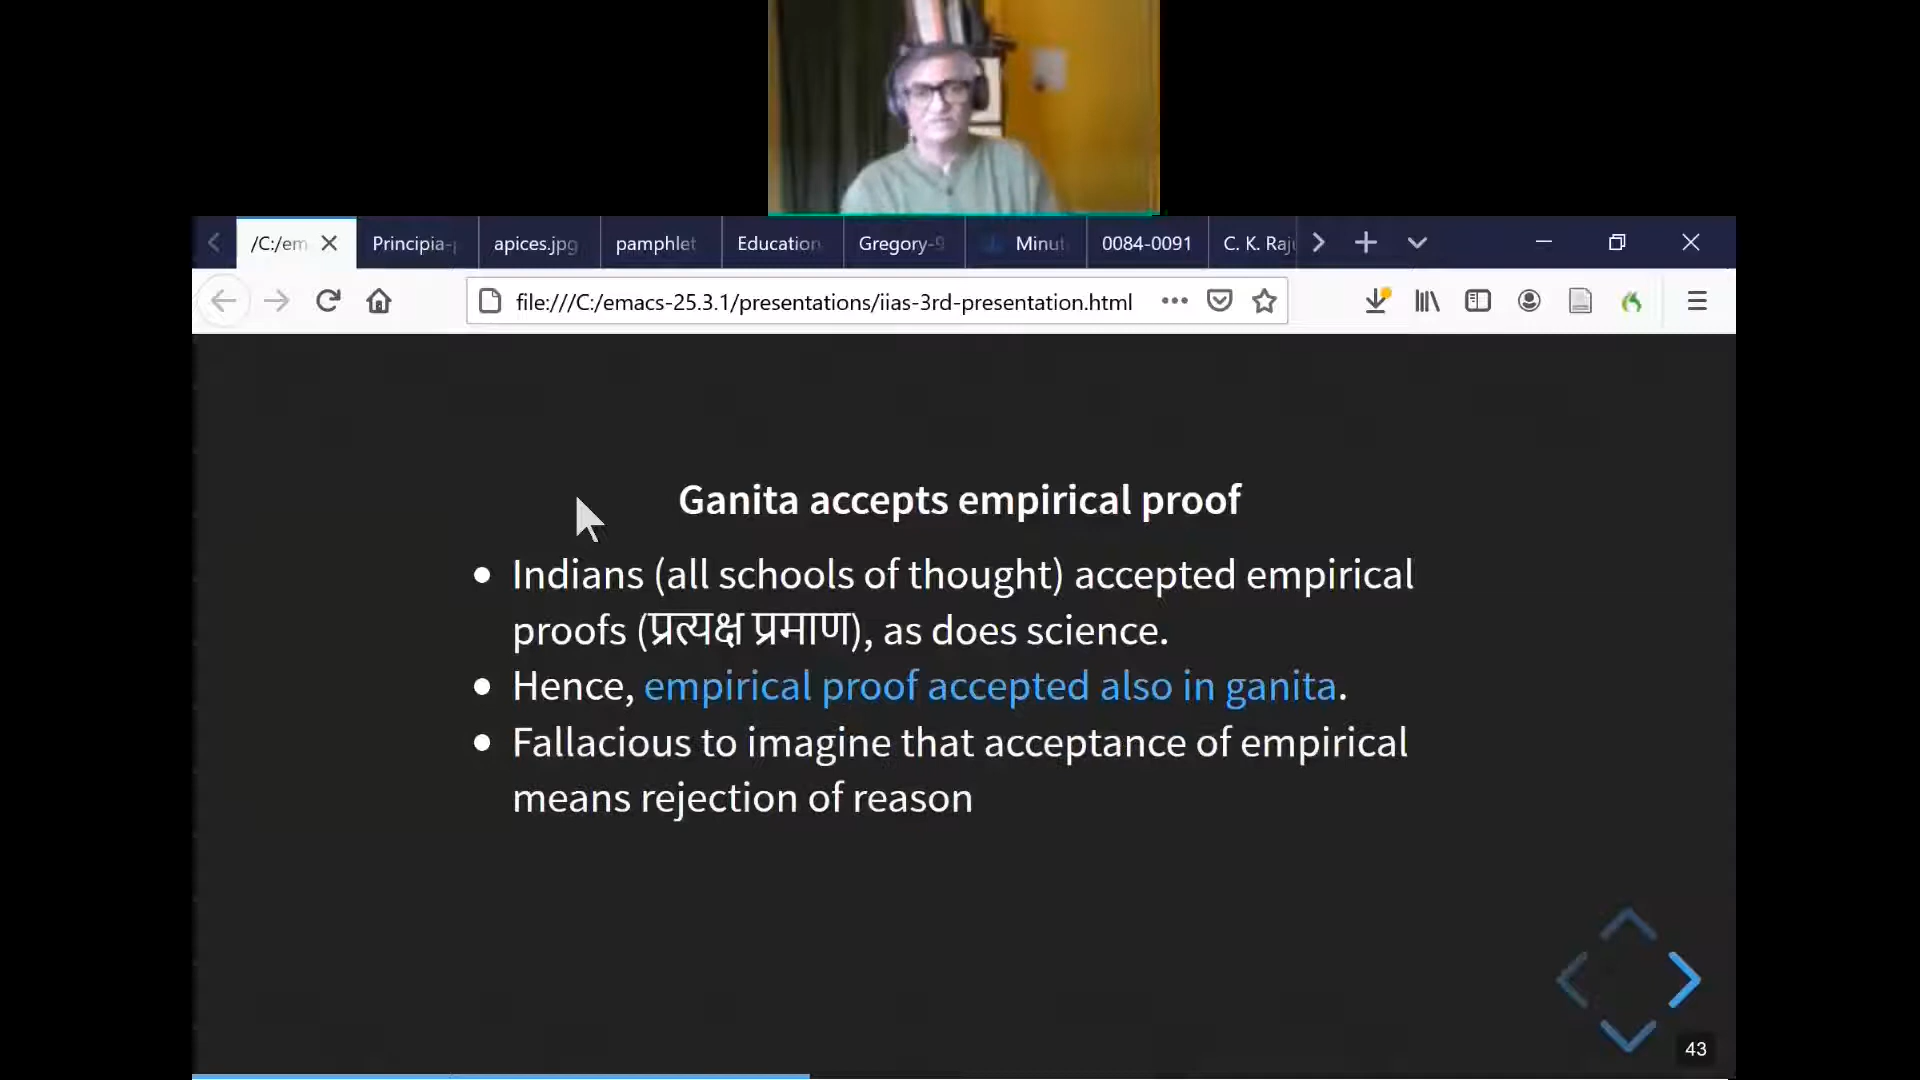 /C:/em
Principia-
apices.jpg
pamphlet
Education
Gregory-9
Minut
0084-0091
C. K. Raju
file:///C:/emacs-25.3.1/presentations/iias-3rd-presentation.html
Ganita accepts empirical proof
• Indians (all schools of thought) accepted empirical
proofs (प्रत्यक्ष प्रमाण), as does science.
• Hence, empirical proof accepted also in ganita.
• Fallacious to imagine that acceptance of empirical
means rejection of reason
43